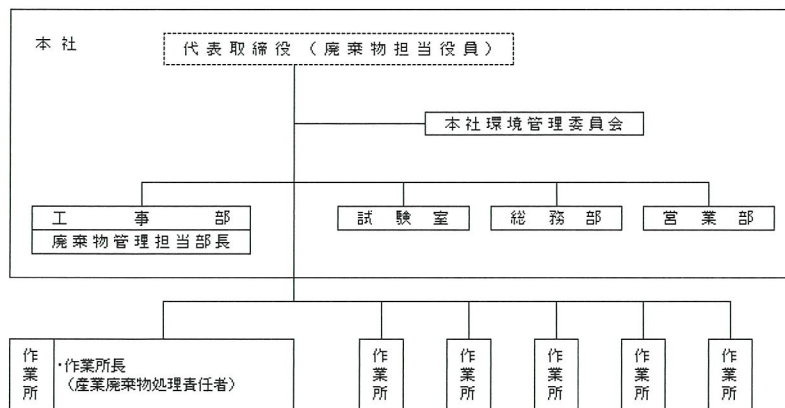 本社
代表取締役（廃棄物担当役員）
本社環境管理委員会
工事部
廃棄物管理担当部長
試験室
総務部
営業部
作業所
・作業所長
（産業廃棄物処理責任者）
作業所
作業所
作業所
作業所
作業所